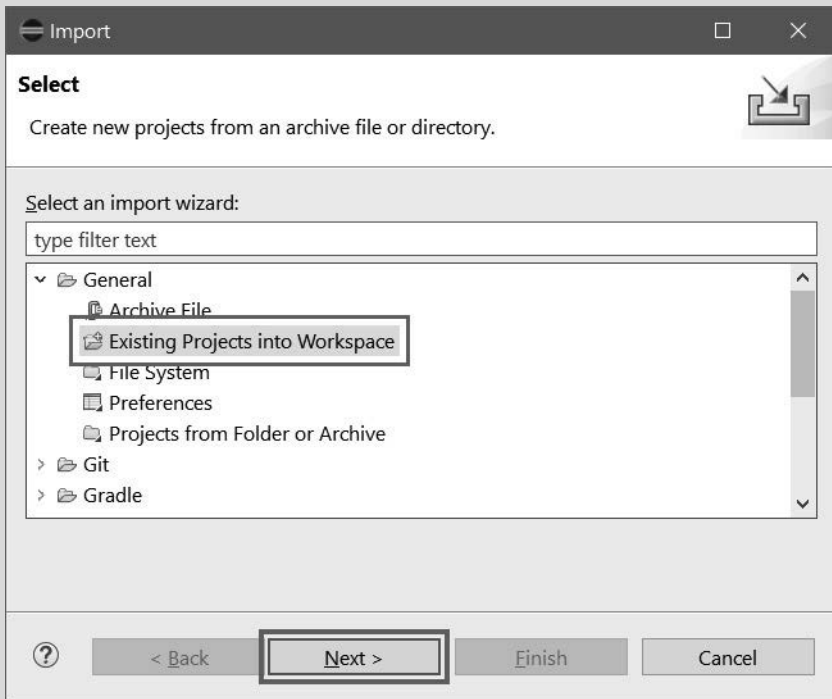 Import
Select
Create new projects from an archive file or directory.
Select an import wizard:
type filter text
General
Archive File
Existing Projects into Workspace
File System
Preferences
Projects from Folder or Archive
Git
Gradle
? < Back Next > Finish Cancel